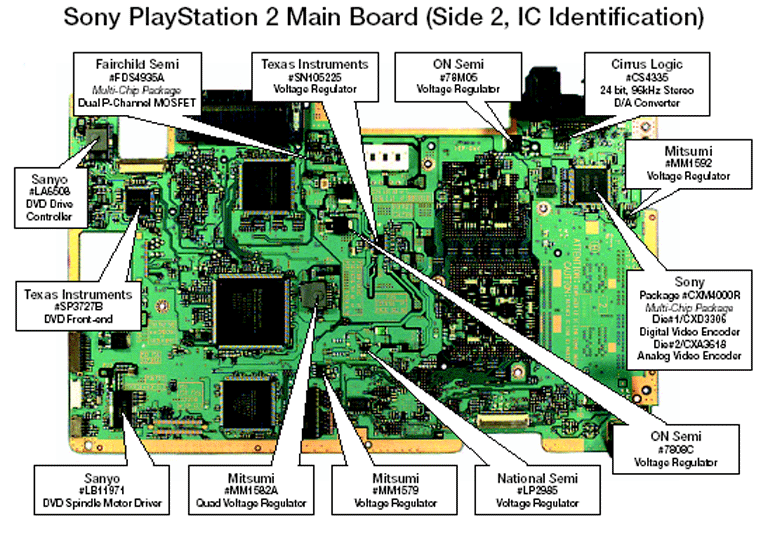 Sony PlayStation 2 Main Board (Side 2, IC Identification)
Fairchild Semi
#FDS4935A
Multi-Chip Package
Dual P-Channel MOSFET
Texas Instruments
#SN105225
Voltage Regulator
ON Semi
#78M05
Voltage Regulator
Cirrus Logic
#CS4335
24 bit, 96kHz Stereo
D/A Converter
Mitsumi
#MM1592
Voltage Regulator
Sanyo
#LA6508
DVD Drive
Controller
Texas Instruments
#SP3727B
DVD Front-end
Sony
Package #CXM4000R
Multi-Chip Package
Die#1/CXD3306
Digital Video Encoder
Die#2/CXA3618
Analog Video Encoder
ON Semi
#7808C
Voltage Regulator
Sanyo
#LB11971
DVD Spindle Motor Driver
Mitsumi
#MM1582A
Quad Voltage Regulator
Mitsumi
#MM1579
Voltage Regulator
National Semi
#LP2985
Voltage Regulator